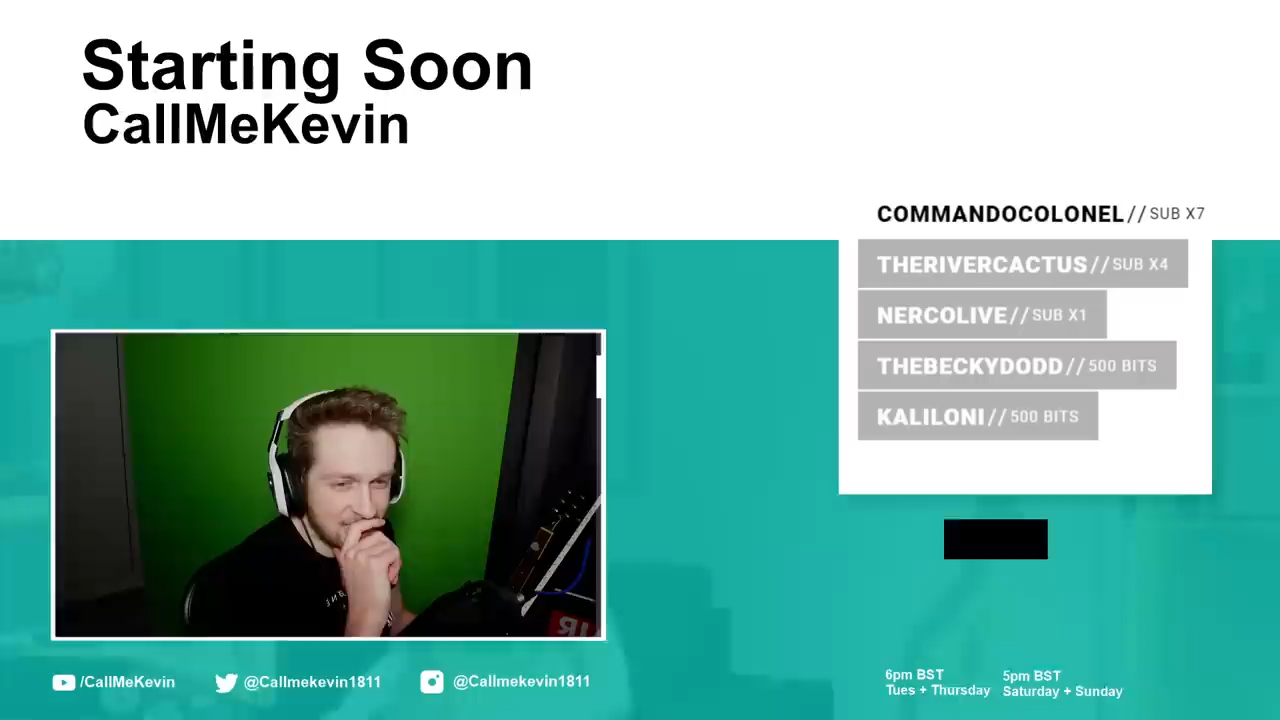 Starting Soon
CallMeKevin
COMMANDOCOLONEL // SUB X7
THERIVERCACTUS // SUB X4
NERCOLIVE // SUB X1
THEBECKYDODD // 500 BITS
KALILONI // 500 BITS
/CallMeKevin
@Callmekevin1811
@Callmekevin1811
6pm BST
Tues + Thursday
5pm BST
Saturday + Sunday